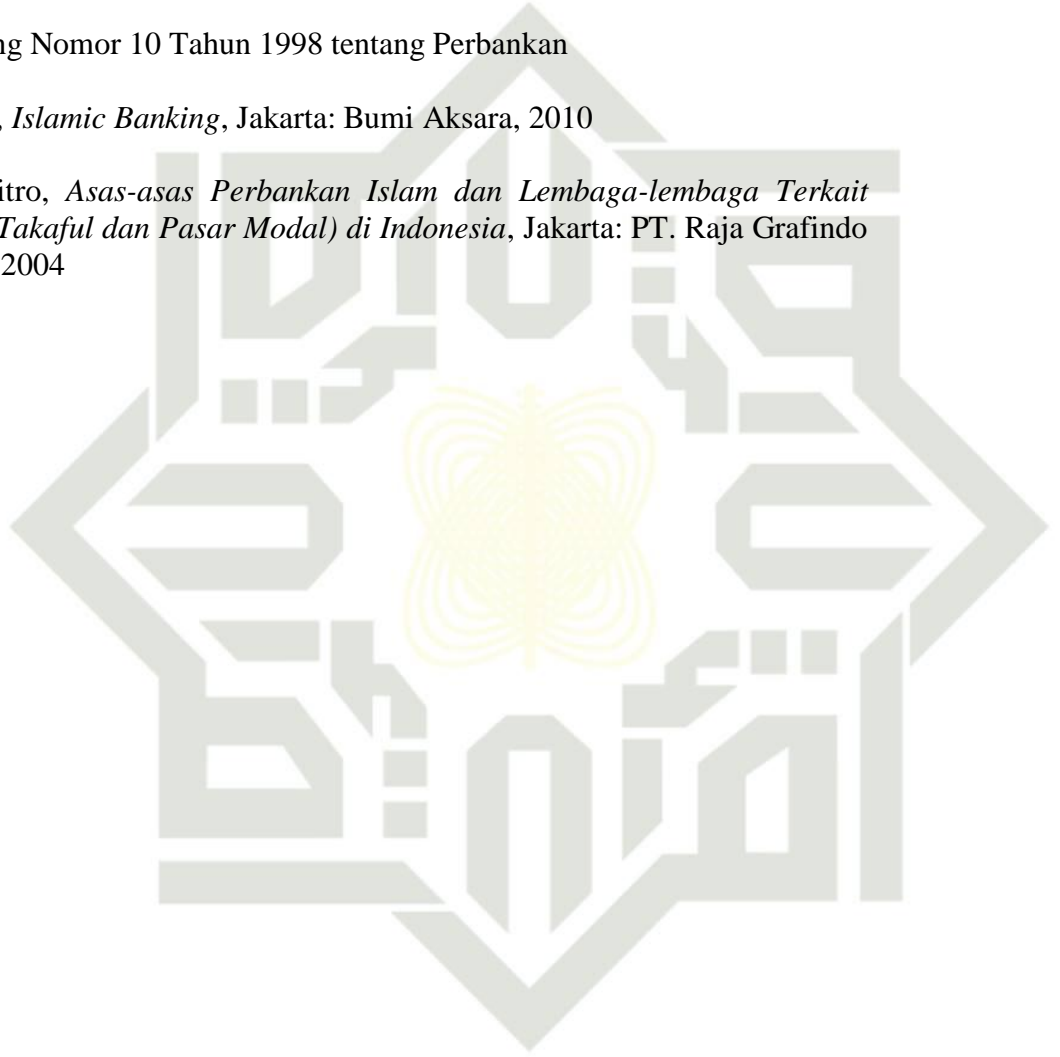 ng Nomor 10 Tahun 1998 tentang Perbankan
, Islamic Banking, Jakarta: Bumi Aksara, 2010
itro, Asas-asas Perbankan Islam dan Lembaga-lembaga Terkait
Takaful dan Pasar Modal) di Indonesia, Jakarta: PT. Raja Grafindo
2004